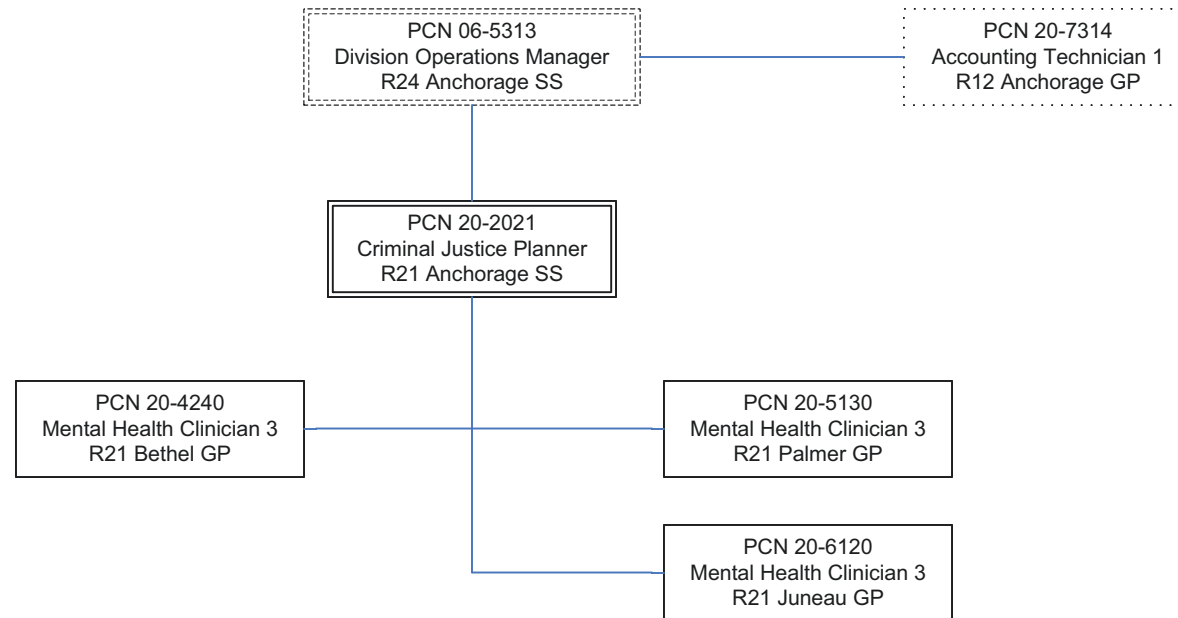 PCN 06-5313
Division Operations Manager
R24 Anchorage SS
PCN 20-7314
Accounting Technician 1
R12 Anchorage GP
PCN 20-2021
Criminal Justice Planner
R21 Anchorage SS
PCN 20-4240
Mental Health Clinician 3
R21 Bethel GP
PCN 20-5130
Mental Health Clinician 3
R21 Palmer GP
PCN 20-6120
Mental Health Clinician 3
R21 Juneau GP